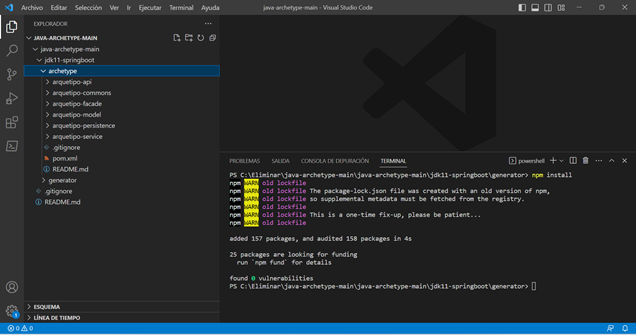 Archivo Editar Selección Ver Ir Ejecutar Terminal Ayuda
java-archetype-main - Visual Studio Code
EXPLORADOR
JAVA-ARCHETYPE-MAIN
java-archetype-main
jdk11-springboot
archetype
arquetipo-api
arquetipo-commons
arquetipo-facade
arquetipo-model
arquetipo-persistence
arquetipo-service
.gitignore
pom.xml
README.md
generator
.gitignore
README.md
ESQUEMA
LÍNEA DE TIEMPO
PROBLEMAS SALIDA CONSOLA DE DEPURACIÓN TERMINAL
powershell
PS C:\Eliminar\java-archetype-main\java-archetype-main\jdk11-springboot\generator> npm install
npm WARN old lockfile
npm WARN old lockfile The package-lock.json file was created with an old version of npm,
npm WARN old lockfile so supplemental metadata must be fetched from the registry.
npm WARN old lockfile
npm WARN old lockfile This is a one-time fix-up, please be patient...
npm WARN old lockfile
added 157 packages, and audited 158 packages in 4s
25 packages are looking for funding
run `npm fund` for details
found 0 vulnerabilities
PS C:\Eliminar\java-archetype-main\java-archetype-main\jdk11-springboot\generator>
1
0 0